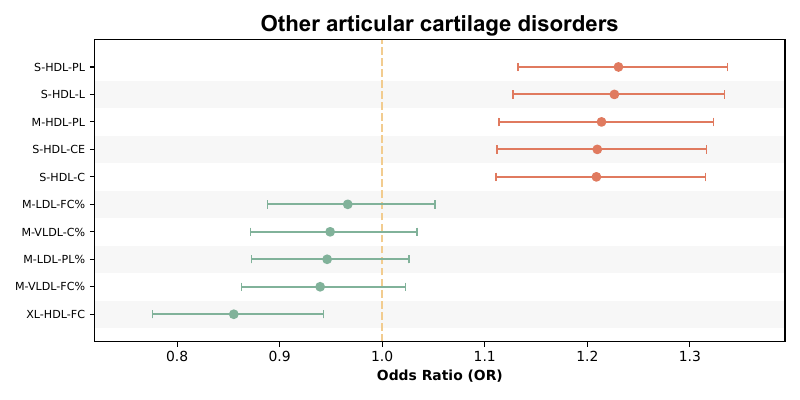 Other articular cartilage disorders
S-HDL-PL
S-HDL-L
M-HDL-PL
S-HDL-CE
S-HDL-C
M-LDL-FC%
M-VLDL-C%
M-LDL-PL%
M-VLDL-FC%
XL-HDL-FC
0.8 0.9 1.0 1.1 1.2 1.3
Odds Ratio (OR)